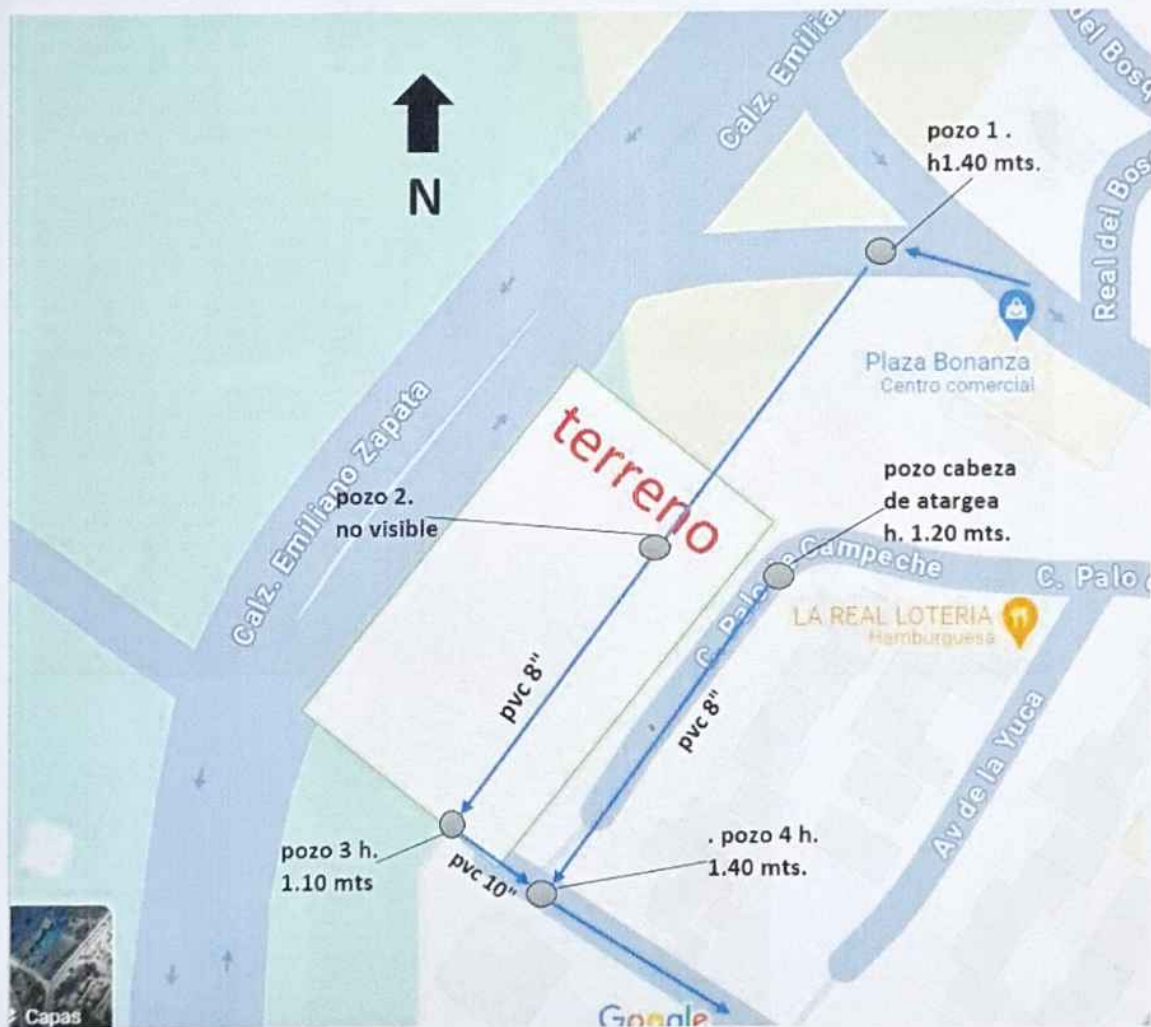 Calz. Emilia
del Bosq
N
pozo 1 .
h1.40 mts.
Calz. Emilia
Real del Bos
Plaza Bonanza
Centro comercial
terreno
Calz. Emiliano Zapata
pozo 2.
no visible
pozo cabeza
de atargea
h. 1.20 mts.
C. Palo
e Campeche
C. Palo
LA REAL LOTERIA
Hamburguesa
pvc 8"
pvc 8"
Av de la Yuca
pozo 3 h.
1.10 mts
pvc 10"
. pozo 4 h.
1.40 mts.
Capas
Google